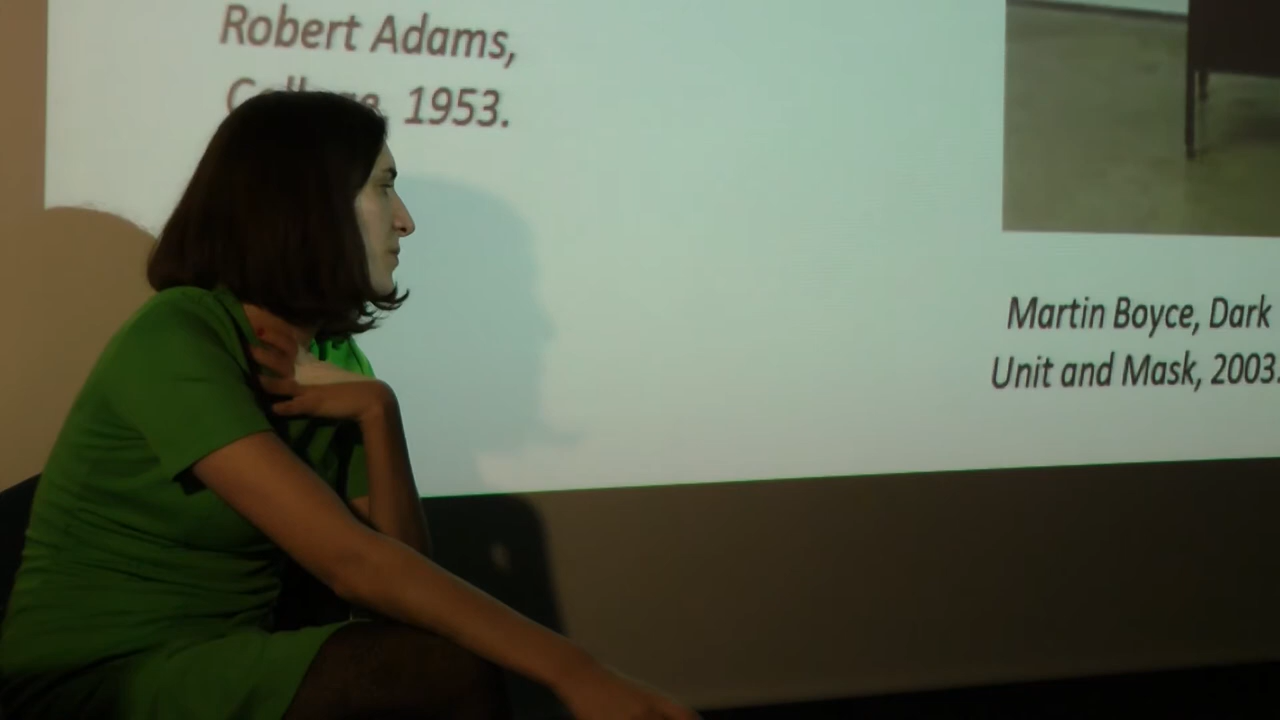 Robert Adams,
1953.
Martin Boyce, Dark
Unit and Mask, 2003.